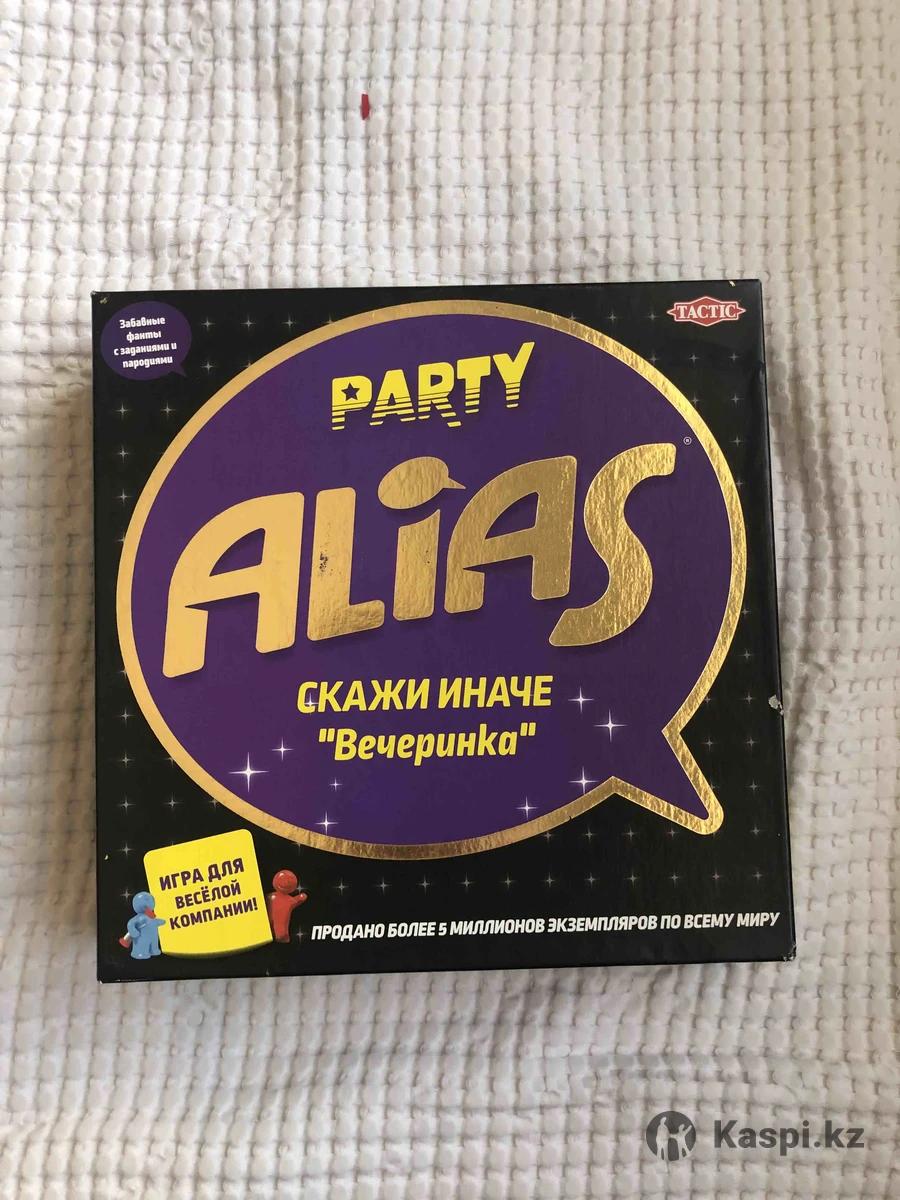 Забавные
фанты
с заданиями и
пародиями
TACTIC
PARTY
ALiAS®
СКАЖИ ИНАЧЕ
"Вечеринка"
ИГРА ДЛЯ
ВЕСЁЛОЙ
КОМПАНИИ!
ПРОДАНО БОЛЕЕ 5 МИЛЛИОНОВ ЭКЗЕМПЛЯРОВ ПО ВСЕМУ МИРУ
Kaspi.kz